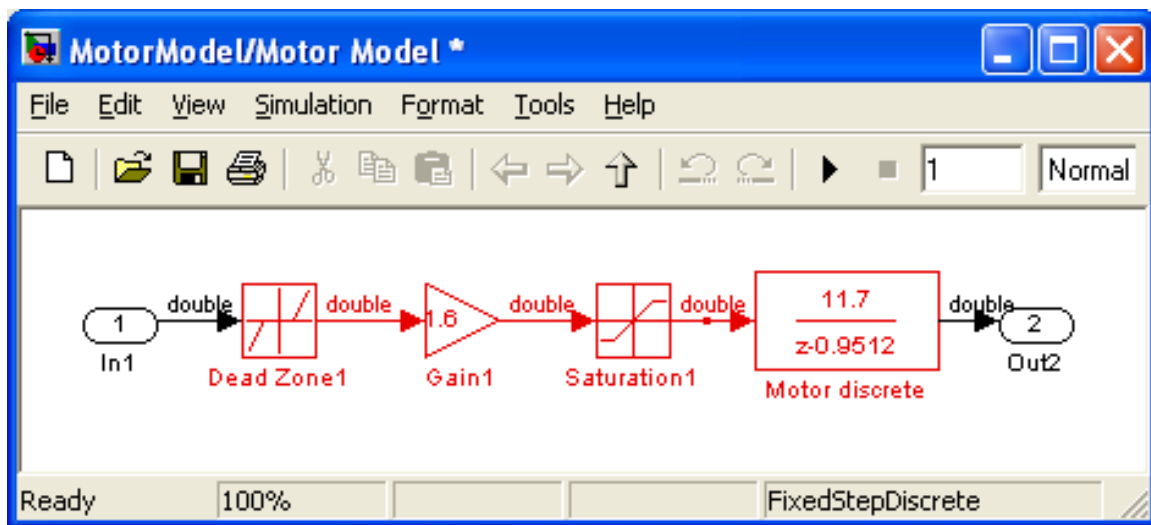 MotorModel/Motor Model *
File Edit View Simulation Format Tools Help
1 Normal
double double double double double
1 1.6 11.7 2
z-0.9512
In1 Dead Zone1 Gain1 Saturation1 Motor discrete Out2
Ready 100% FixedStepDiscrete